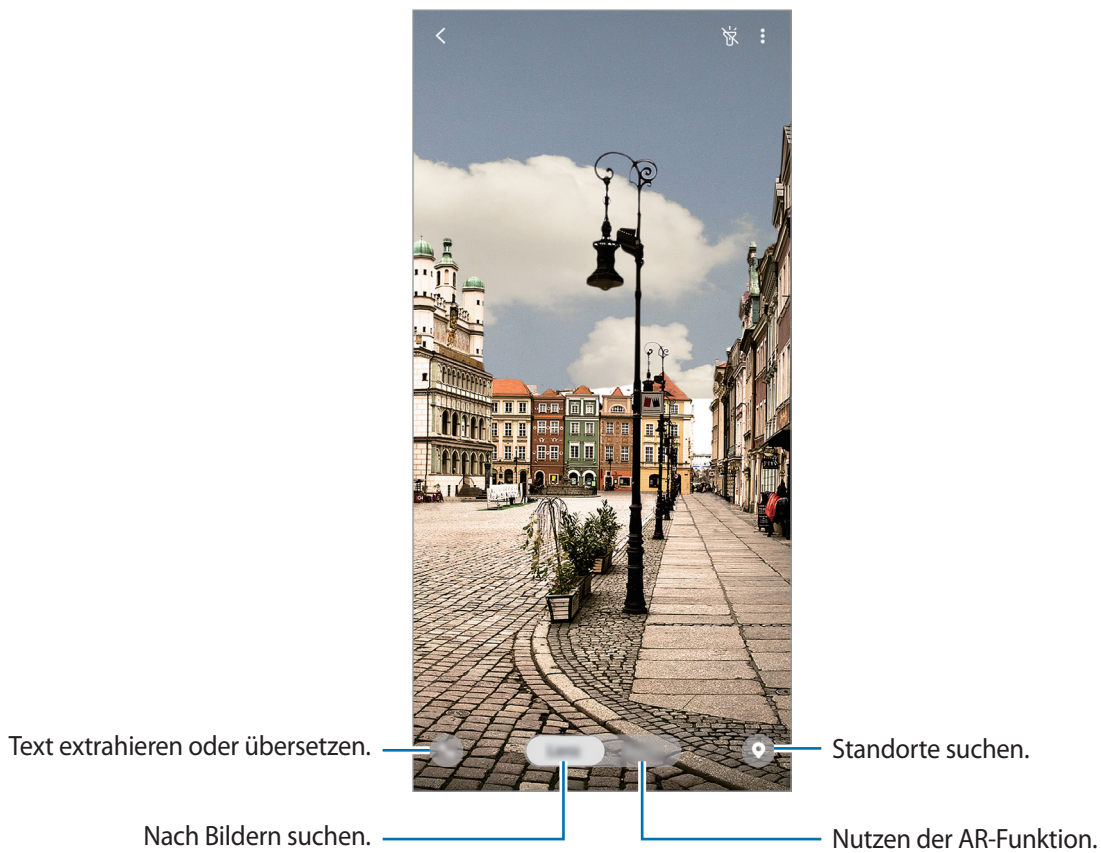 Text extrahieren oder übersetzen.
Standorte suchen.
Nach Bildern suchen.
Nutzen der AR-Funktion.